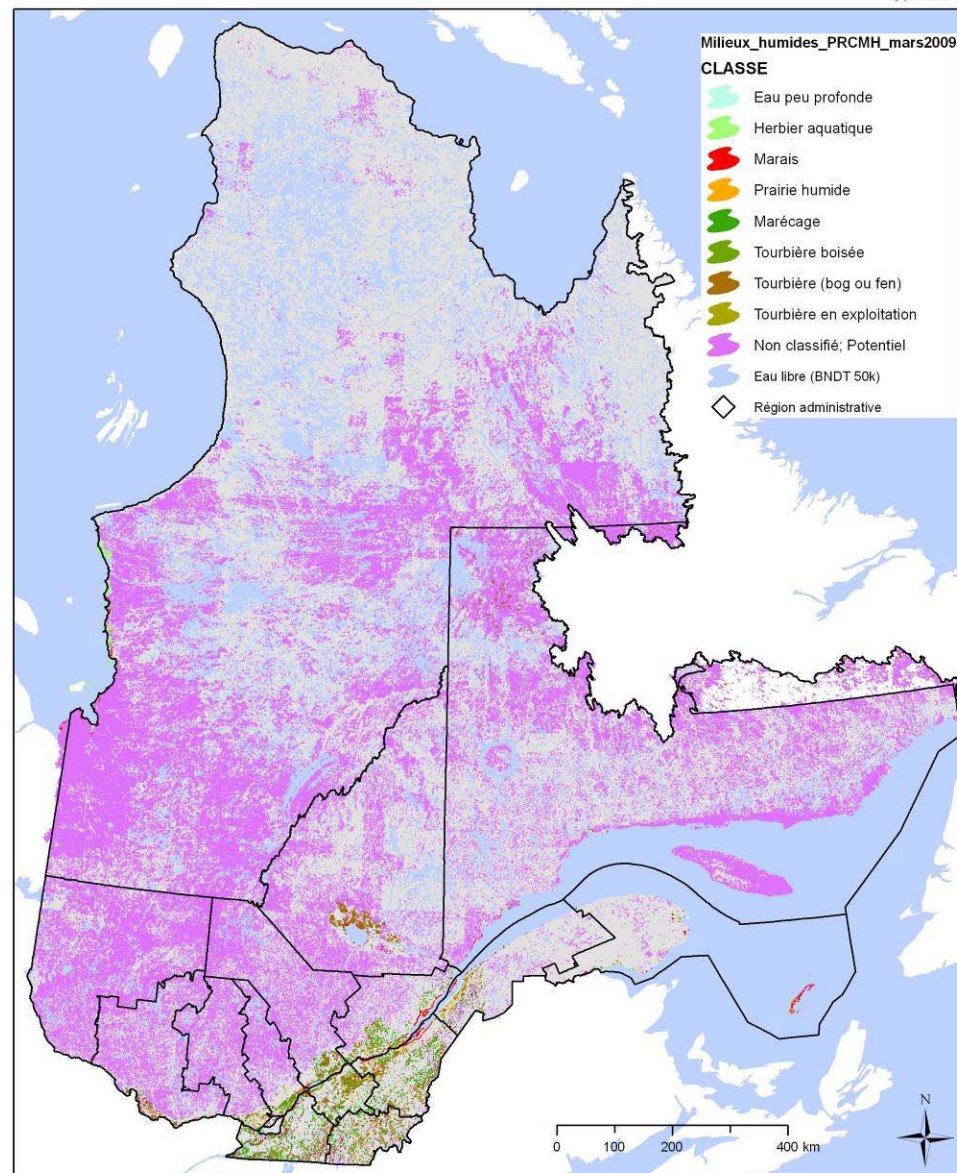 Milieux_humides_PRCMH_mars2009
CLASSE
Eau peu profonde
Herbier aquatique
Marais
Prairie humide
Marécage
Tourbière boisée
Tourbière (bog ou fen)
Tourbière en exploitation
Non classifié; Potentiel
Eau libre (BNDT 50k)
Région administrative
N
0 100 200 400 km